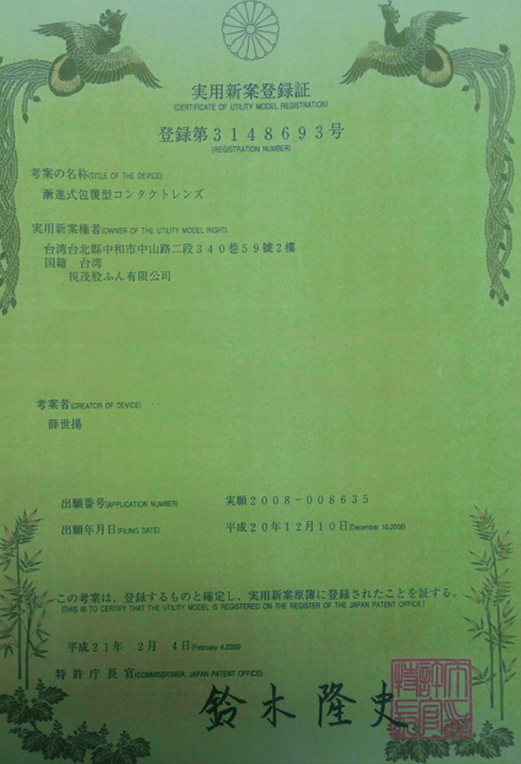 実用新案登録証
(CERTIFICATE OF UTILITY MODEL REGISTRATION)
登録第3148693号
(REGISTRATION NUMBER)
考案の名称(TITLE OF THE DEVICE)
漸進式包覆型コンタクトレンズ
実用新案権者(OWNER OF THE UTILITY MODEL RIGHT)
台湾台北縣中和市中山路二段340巷59號2樓
国籍 台湾
視茂股ふん有限公司
考案者(CREATOR OF DEVICE)
薛世揚
出願番号(APPLICATION NUMBER) 実願2008-008635
出願年月日(FILING DATE) 平成20年12月10日(December 10,2008)
この考案は、登録するものと確定し、実用新案原簿に登録されたことを証する。
(THIS IS TO CERTIFY THAT THE UTILITY MODEL IS REGISTERED ON THE REGISTER OF THE JAPAN PATENT OFFICE.)
平成21年 2月 4日(February 4,2009)
特許庁長官(COMMISSIONER, JAPAN PATENT OFFICE)
鈴木隆史